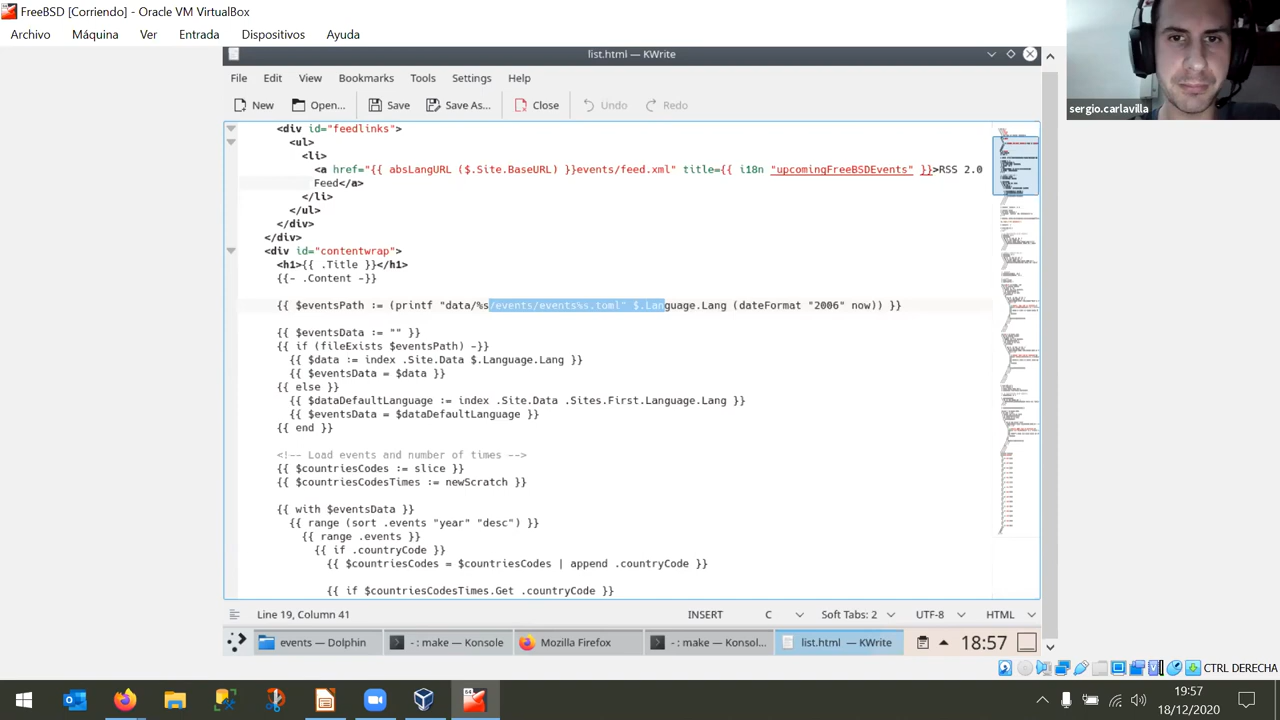 FreeBSD [Corriendo] - Oracle VM VirtualBox
Archivo Máquina Ver Entrada Dispositivos Ayuda
sergio.carlavilla
list.html — KWrite
File Edit View Bookmarks Tools Settings Help
New Open... Save Save As... Close Undo Redo
<div id="feedlinks">
<ul>
<li>
<a href="{{ absLangURL ($.Site.BaseURL) }}events/feed.xml" title={{ i18n "upcomingFreeBSDEvents" }}>RSS 2.0
Feed</a>
</li>
</ul>
</div>
</div>
<div id="contentwrap">
<h1>{{ .Title }}</h1>
{{- .Content -}}
{{ $eventsPath := (printf "data/%s/events/events%s.toml" $.Language.Lang (dateFormat "2006" now)) }}
{{ $eventsData := "" }}
{{ if (fileExists $eventsPath) -}}
{{ $data := index .Site.Data $.Language.Lang }}
{{ $eventsData = $data }}
{{ else }}
{{ $dataDefaultLanguage := index .Site.Data .Sites.First.Language.Lang }}
{{ $eventsData = $dataDefaultLanguage }}
{{ end }}
<!-- Load events and number of times -->
{{ $countriesCodes := slice }}
{{ $countriesCodesTimes := newScratch }}
{{ with $eventsData }}
{{ range (sort .events "year" "desc") }}
{{ range .events }}
{{ if .countryCode }}
{{ $countriesCodes = $countriesCodes | append .countryCode }}
{{ if $countriesCodesTimes.Get .countryCode }}
Line 19, Column 41 INSERT C Soft Tabs: 2 UTF-8 HTML
events — Dolphin - : make — Konsole Mozilla Firefox - : make — Konsol... list.html — KWrite 18:57
CTRL DERECHA
19:57
18/12/2020